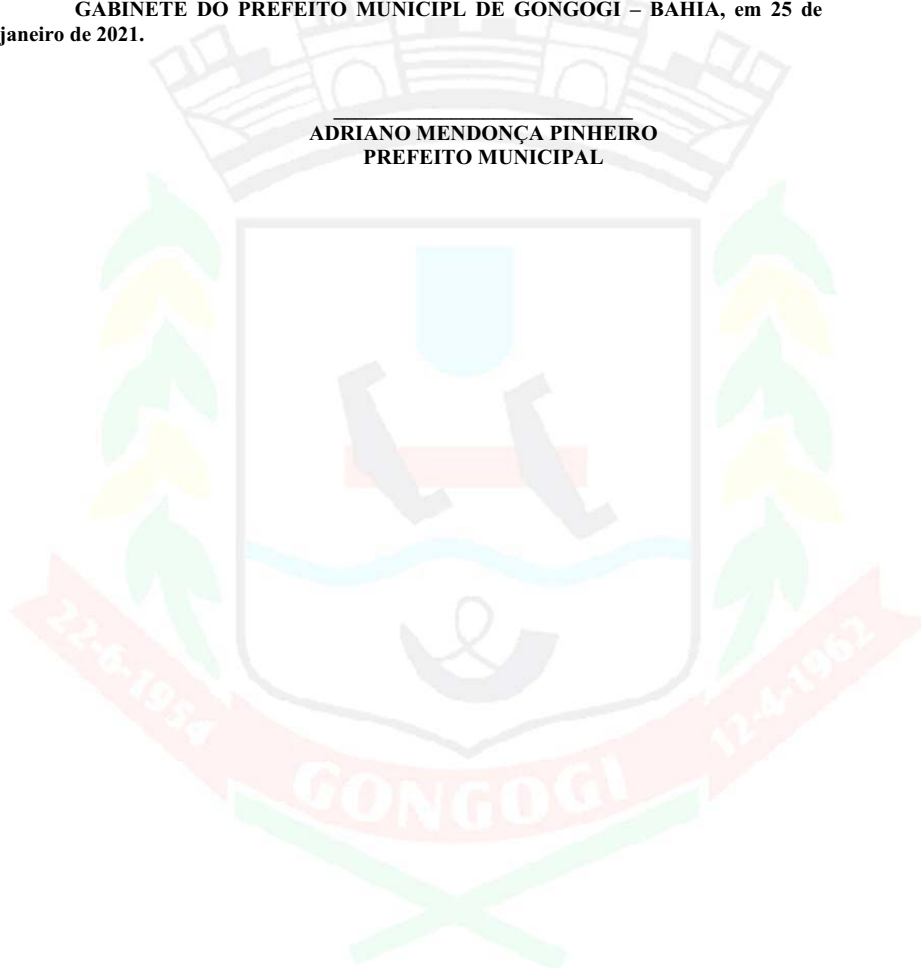 GABINETE DO PREFEITO MUNICIPL DE GONGOGI – BAHIA, em 25 de
janeiro de 2021.
ADRIANO MENDONÇA PINHEIRO
PREFEITO MUNICIPAL
22-6-1954
12-4-1962
GONGOGI